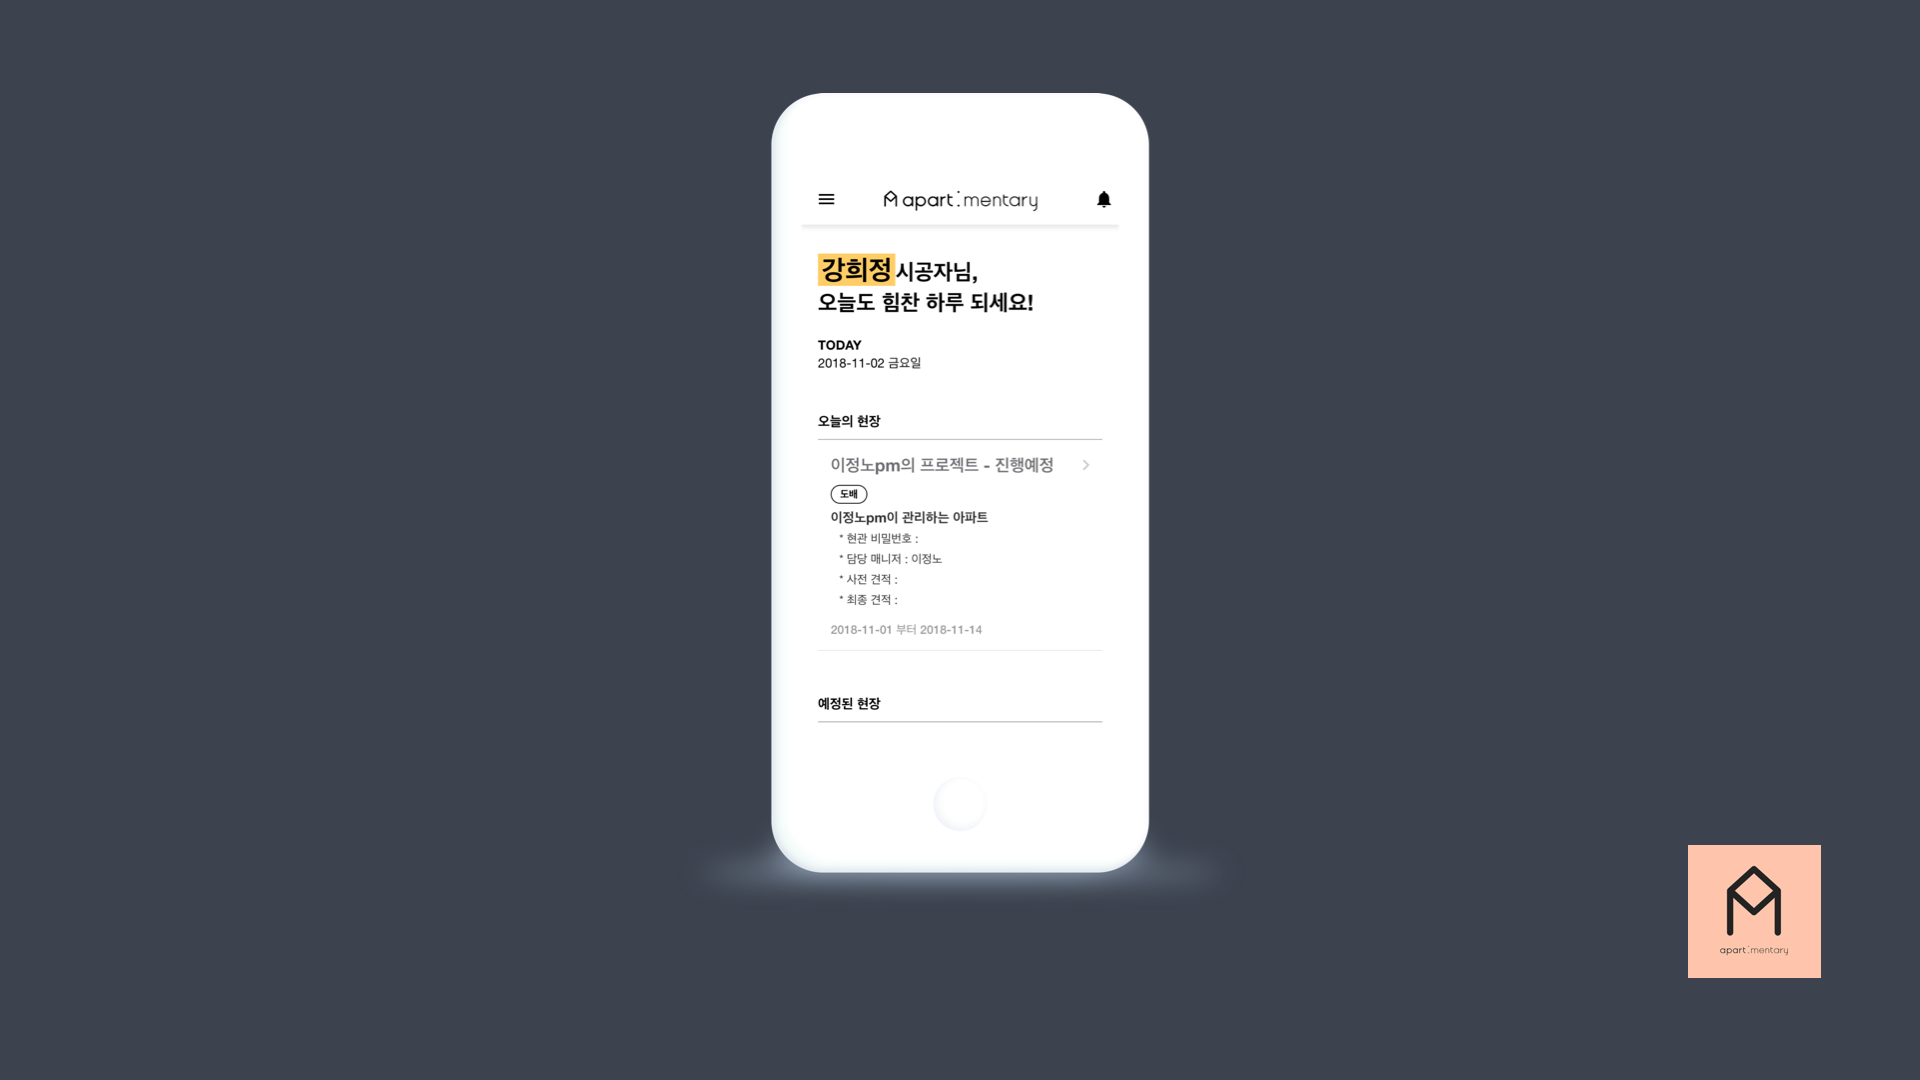 apart:mentary
강희정 시공자님,
오늘도 힘찬 하루 되세요!
TODAY
2018-11-02 금요일
오늘의 현장
이정노pm의 프로젝트 - 진행예정
도배
이정노pm이 관리하는 아파트
* 현관 비밀번호 :
* 담당 매니저 : 이정노
* 사전 견적 :
* 최종 견적 :
2018-11-01 부터 2018-11-14
예정된 현장
apart:mentary